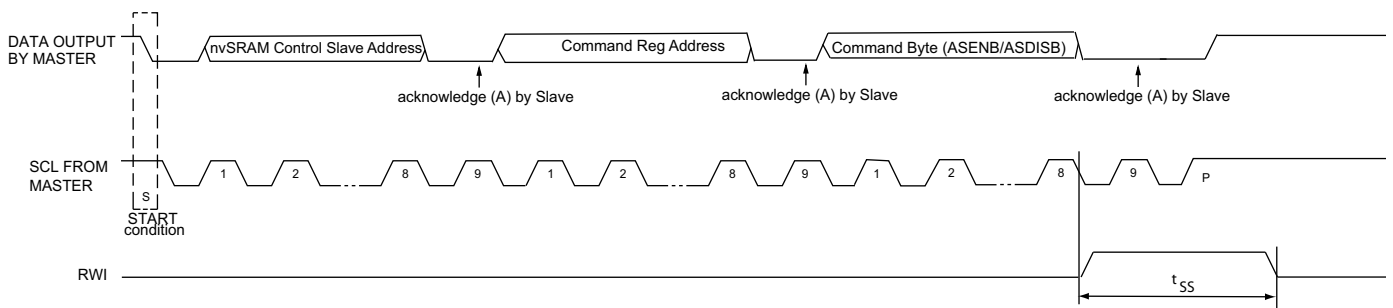 DATA OUTPUT
BY MASTER
nvSRAM Control Slave Address
Command Reg Address
Command Byte (ASENB/ASDISB)
acknowledge (A) by Slave
acknowledge (A) by Slave
acknowledge (A) by Slave
SCL FROM
MASTER
1 2 8 9 1 2 8 9 1 2 8 9
S
P
START
condition
RWI
tSS